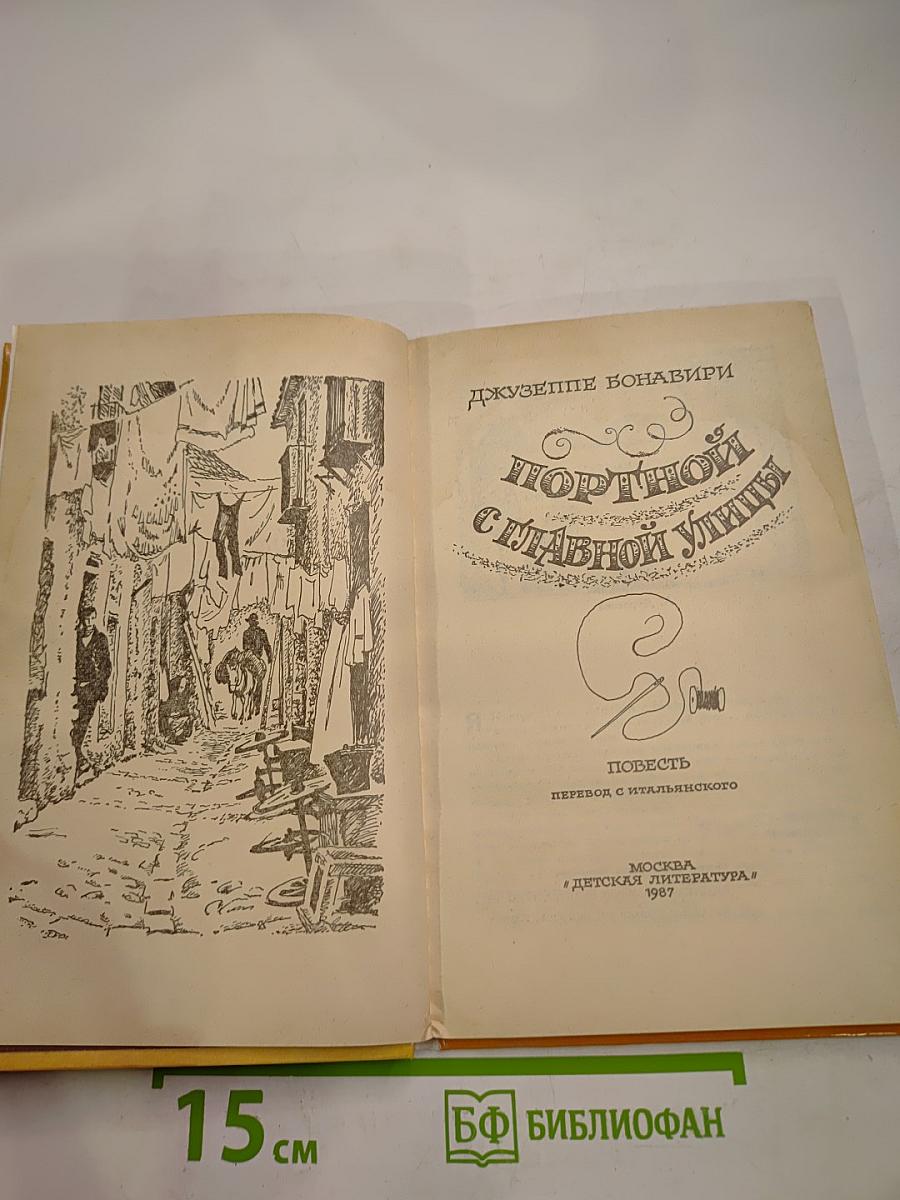 ДЖУЗЕППЕ БОНАВИРИ
ПОРТНОЙ
С ГЛАВНОЙ УЛИЦЫ
ПОВЕСТЬ
ПЕРЕВОД С ИТАЛЬЯНСКОГО
МОСКВА
"ДЕТСКАЯ ЛИТЕРАТУРА"
1987
15 см
БФ БИБЛИОФАН